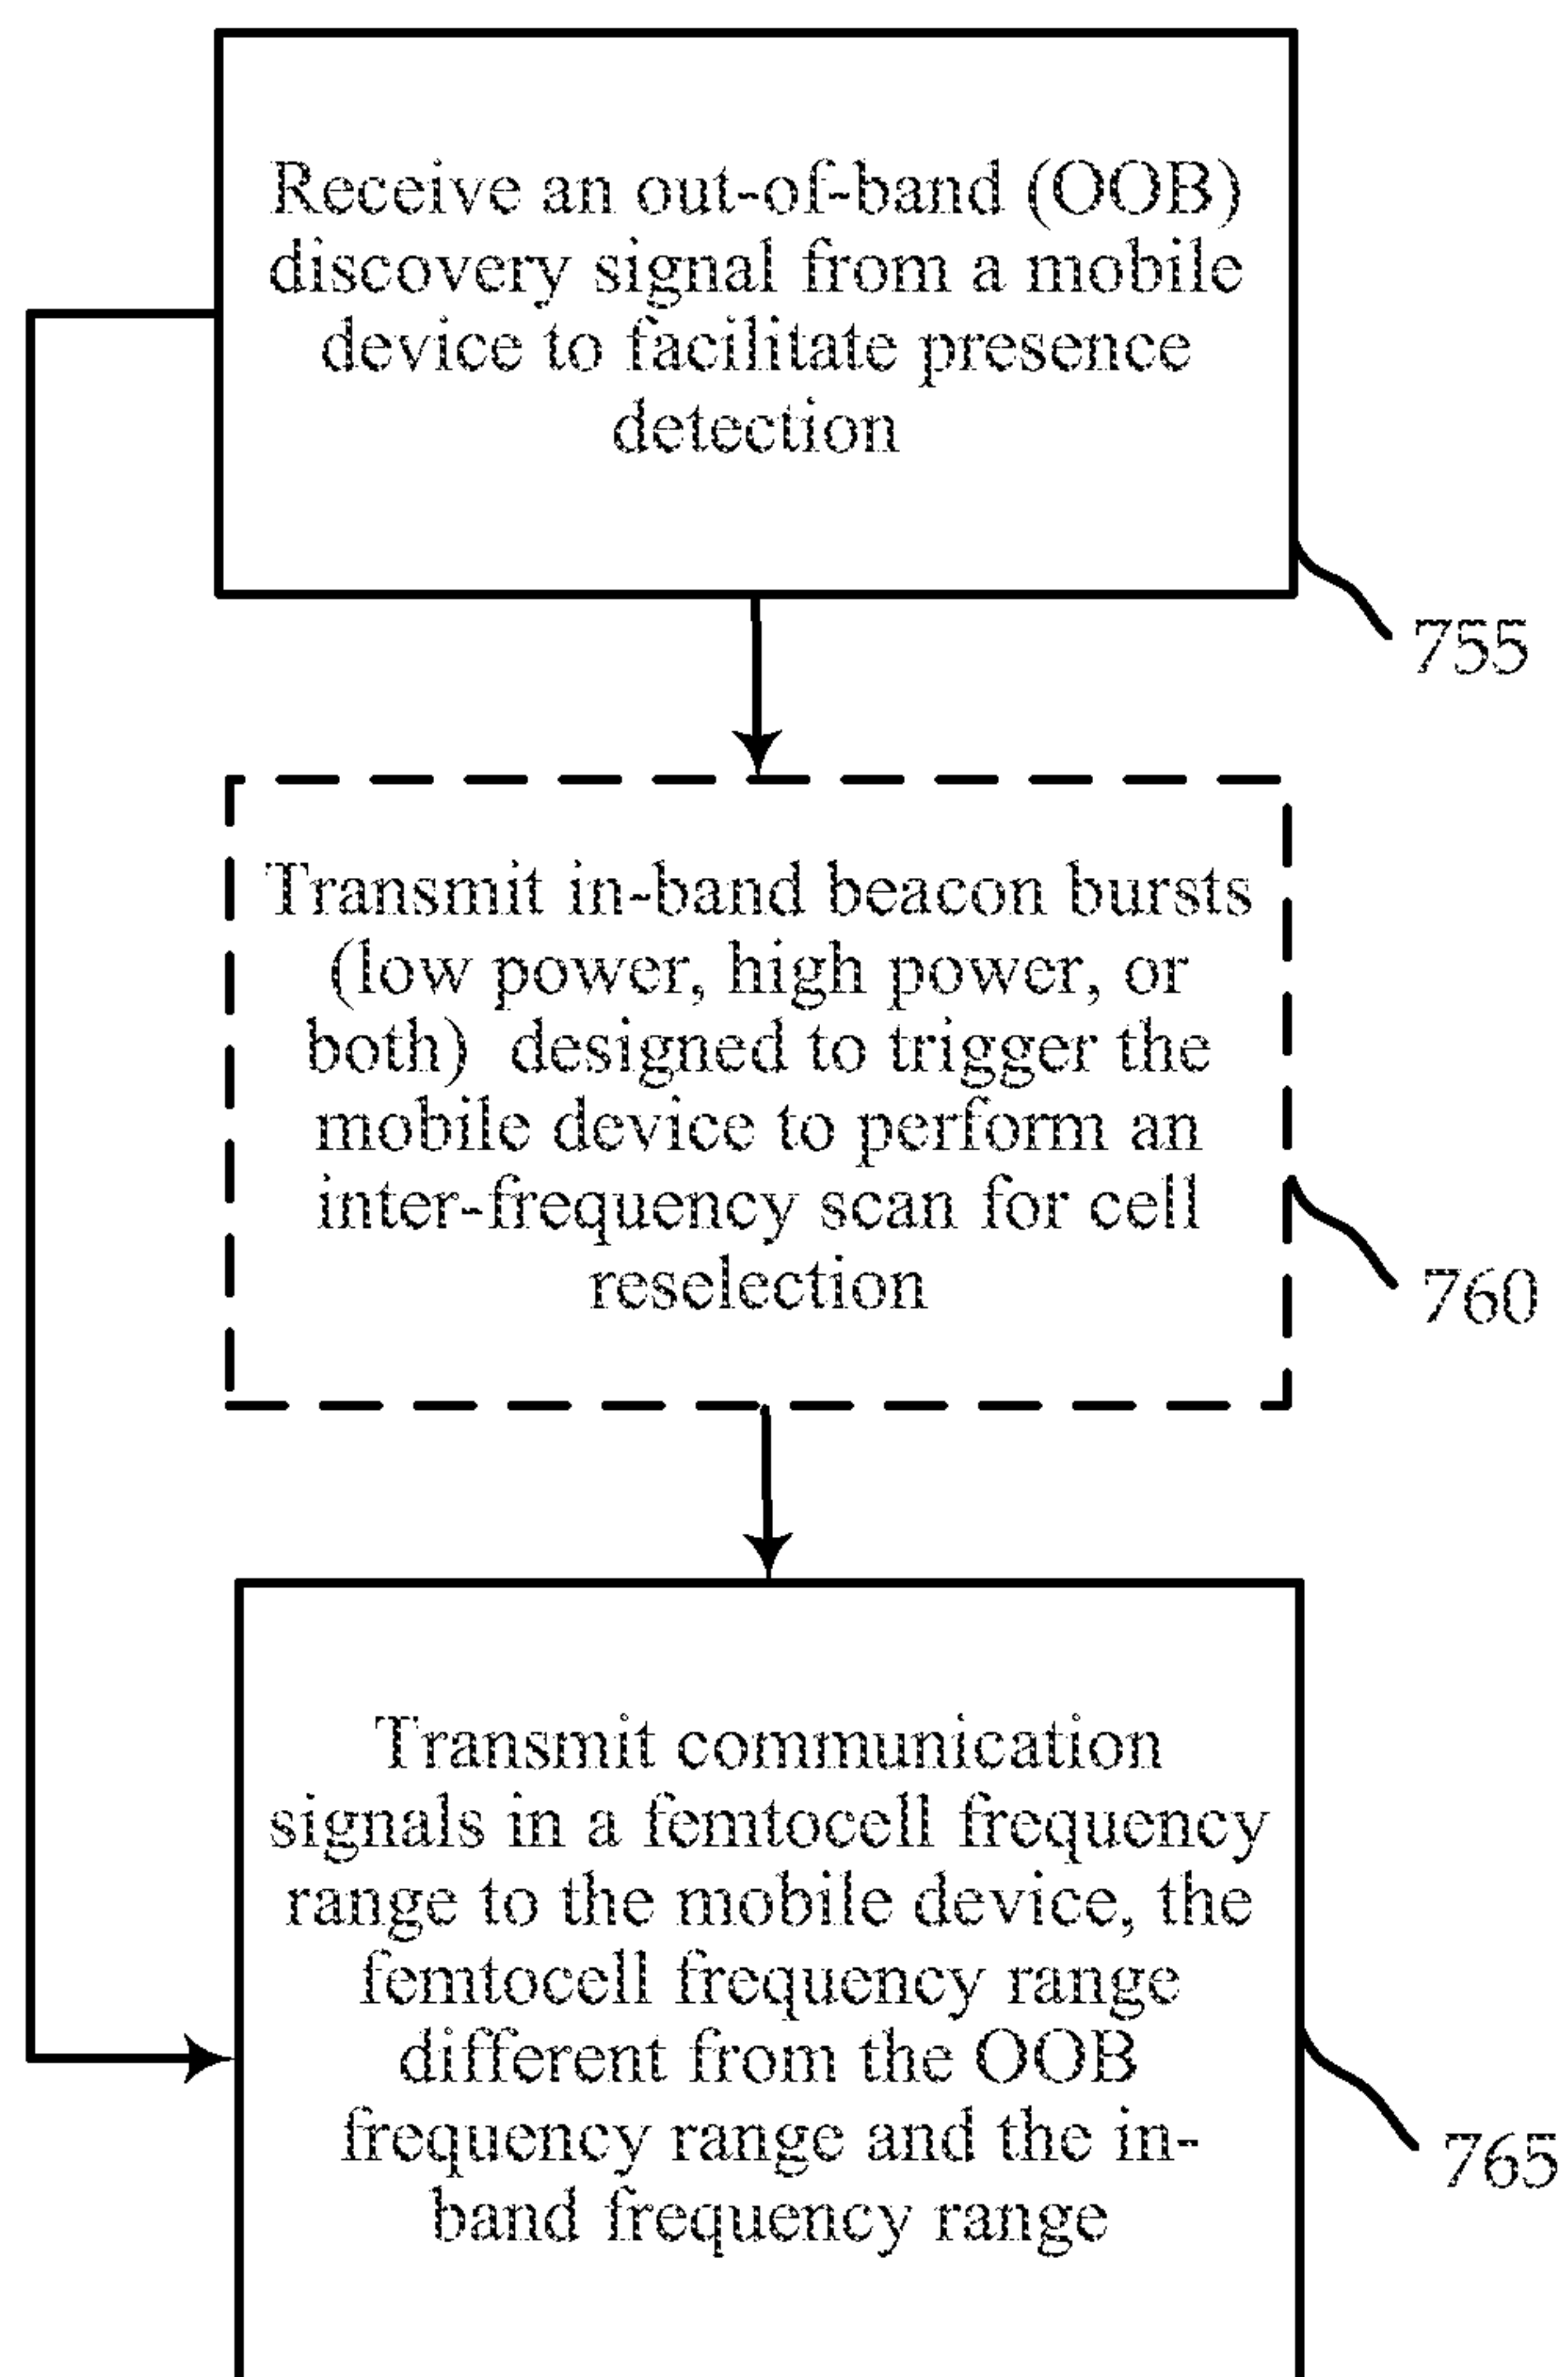 Receive an out-of-band (OOB)
discovery signal from a mobile
device to facilitate presence
detection
755
Transmit in-band beacon bursts
(low power, high power, or
both) designed to trigger the
mobile device to perform an
inter-frequency scan for cell
reselection
760
Transmit communication
signals in a femtocell frequency
range to the mobile device, the
femtocell frequency range
different from the OOB
frequency range and the in-
band frequency range
765